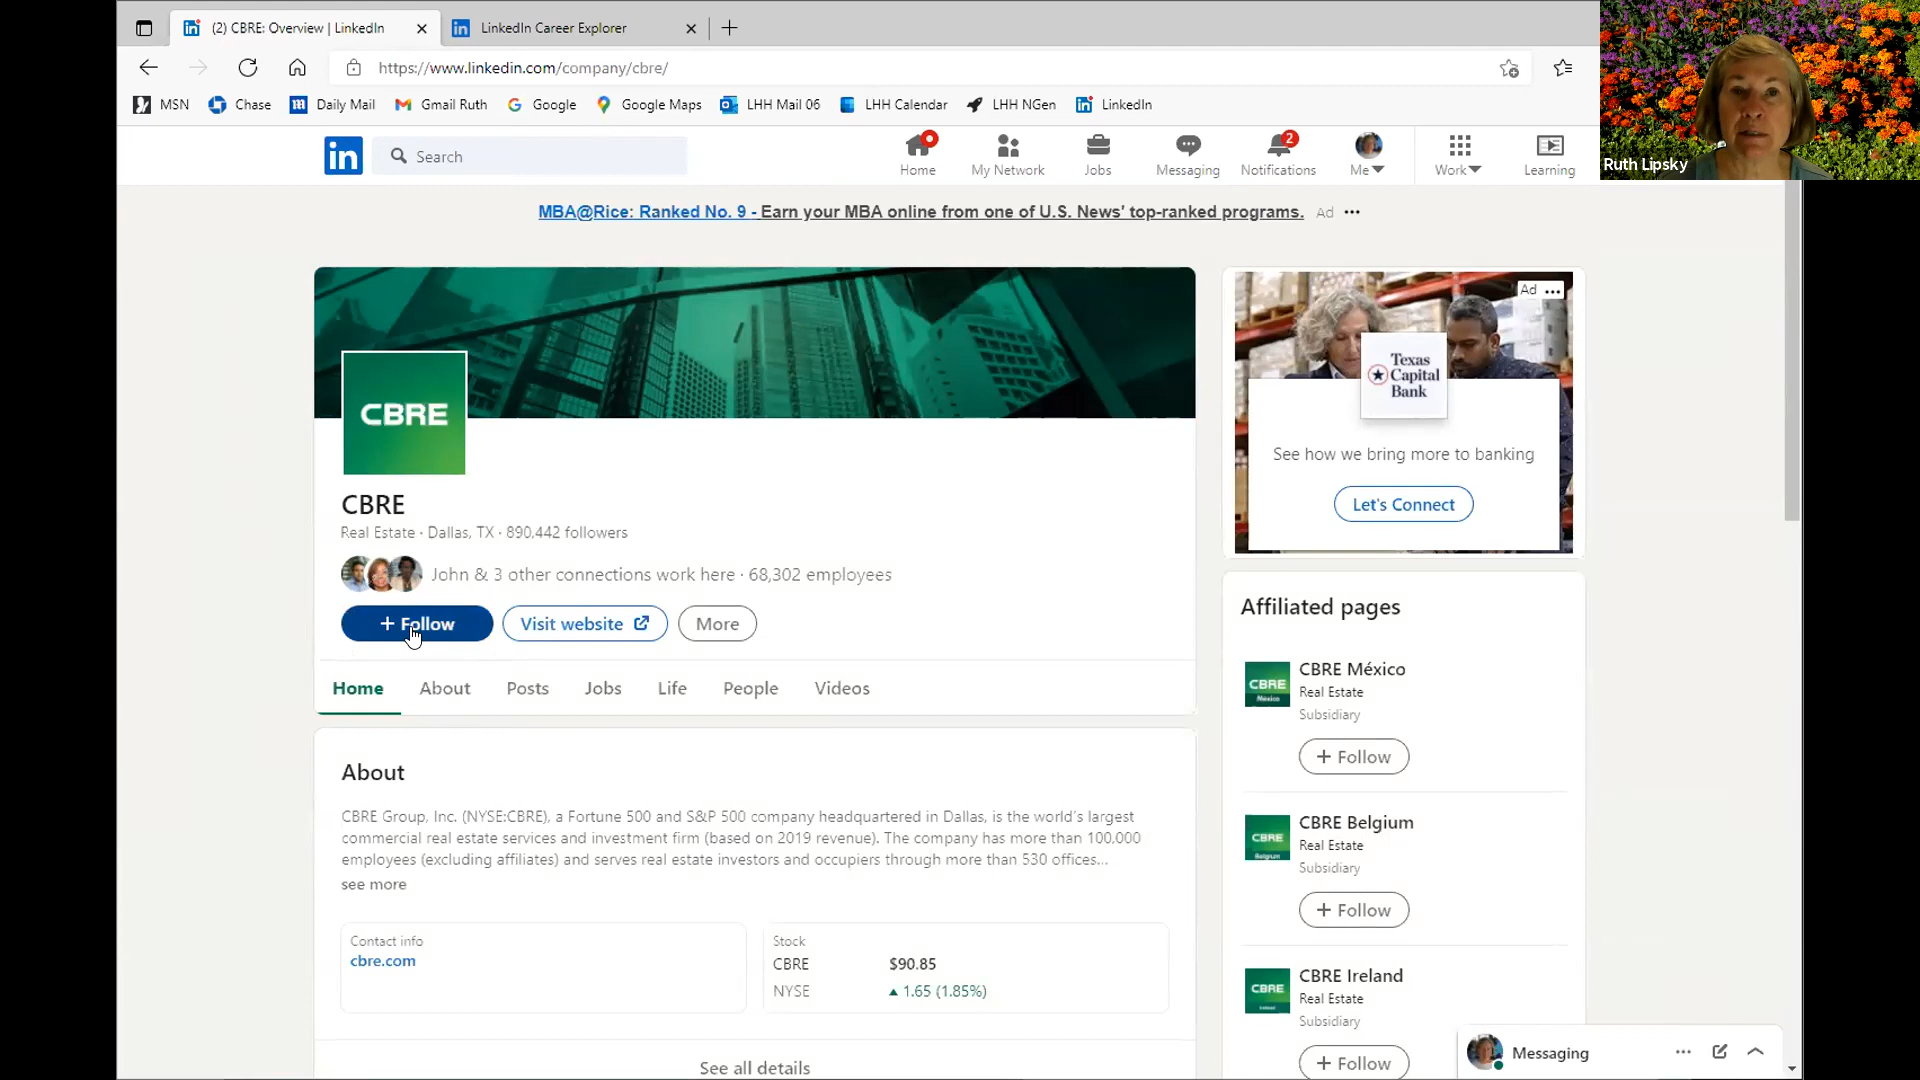 (2) CBRE: Overview | LinkedIn
LinkedIn Career Explorer
https://www.linkedin.com/company/cbre/
MSN
Chase
Daily Mail
Gmail Ruth
Google
Google Maps
LHH Mail 06
LHH Calendar
LHH NGen
LinkedIn
Ruth Lipsky
in
Search
Home
My Network
Jobs
Messaging
2
Notifications
Me
Work
Learning
MBA@Rice: Ranked No. 9 - Earn your MBA online from one of U.S. News' top-ranked programs. Ad
CBRE
CBRE
Real Estate · Dallas, TX · 890,442 followers
John & 3 other connections work here · 68,302 employees
+ Follow
Visit website
More
Home
About
Posts
Jobs
Life
People
Videos
About
CBRE Group, Inc. (NYSE:CBRE), a Fortune 500 and S&P 500 company headquartered in Dallas, is the world's largest
commercial real estate services and investment firm (based on 2019 revenue). The company has more than 100,000
employees (excluding affiliates) and serves real estate investors and occupiers through more than 530 offices...
see more
Contact info
cbre.com
Stock
CBRE $90.85
NYSE ▲ 1.65 (1.85%)
See all details
Ad
Texas
Capital
Bank
See how we bring more to banking
Let's Connect
Affiliated pages
CBRE
México
CBRE México
Real Estate
Subsidiary
+ Follow
CBRE
Belgium
CBRE Belgium
Real Estate
Subsidiary
+ Follow
CBRE
CBRE Ireland
Real Estate
Subsidiary
+ Follow
Messaging